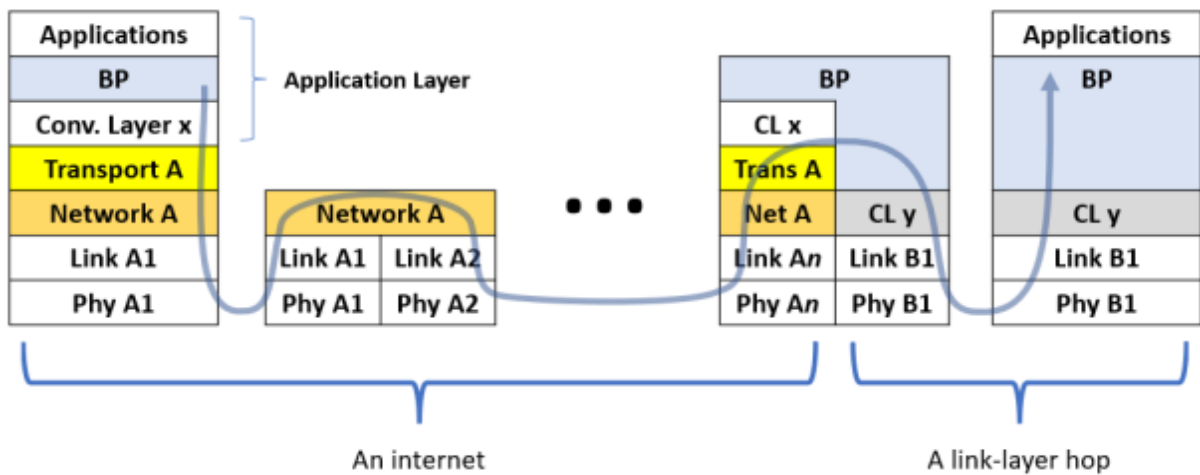 Applications
BP
Conv. Layer x
Transport A
Network A
Link A1
Phy A1
Application Layer
Network A
Link A1 Link A2
Phy A1 Phy A2
...
BP
CL x
Trans A
Net A CL y
Link An Link B1
Phy An Phy B1
Applications
BP
CL y
Link B1
Phy B1
An internet
A link-layer hop